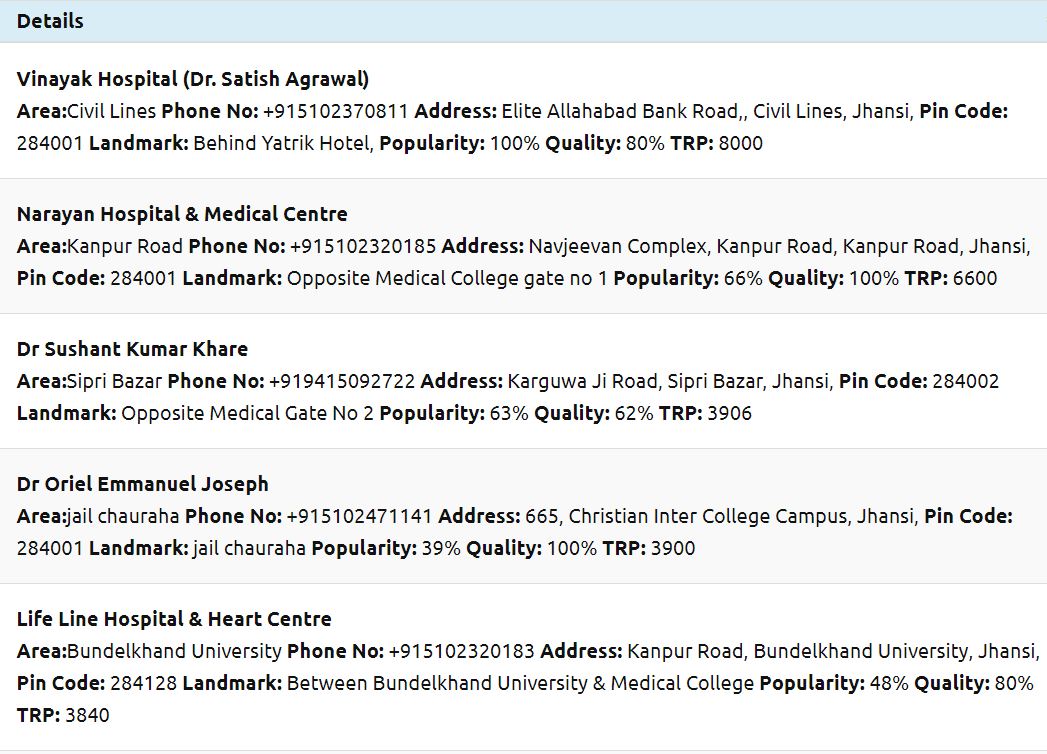 Details
Vinayak Hospital (Dr. Satish Agrawal)
Area:Civil Lines Phone No: +915102370811 Address: Elite Allahabad Bank Road,, Civil Lines, Jhansi, Pin Code:
284001 Landmark: Behind Yatrik Hotel, Popularity: 100% Quality: 80% TRP: 8000
Narayan Hospital & Medical Centre
Area:Kanpur Road Phone No: +915102320185 Address: Navjeevan Complex, Kanpur Road, Kanpur Road, Jhansi,
Pin Code: 284001 Landmark: Opposite Medical College gate no 1 Popularity: 66% Quality: 100% TRP: 6600
Dr Sushant Kumar Khare
Area:Sipri Bazar Phone No: +919415092722 Address: Karguwa Ji Road, Sipri Bazar, Jhansi, Pin Code: 284002
Landmark: Opposite Medical Gate No 2 Popularity: 63% Quality: 62% TRP: 3906
Dr Oriel Emmanuel Joseph
Area:jail chauraha Phone No: +915102471141 Address: 665, Christian Inter College Campus, Jhansi, Pin Code:
284001 Landmark: jail chauraha Popularity: 39% Quality: 100% TRP: 3900
Life Line Hospital & Heart Centre
Area:Bundelkhand University Phone No: +915102320183 Address: Kanpur Road, Bundelkhand University, Jhansi,
Pin Code: 284128 Landmark: Between Bundelkhand University & Medical College Popularity: 48% Quality: 80%
TRP: 3840